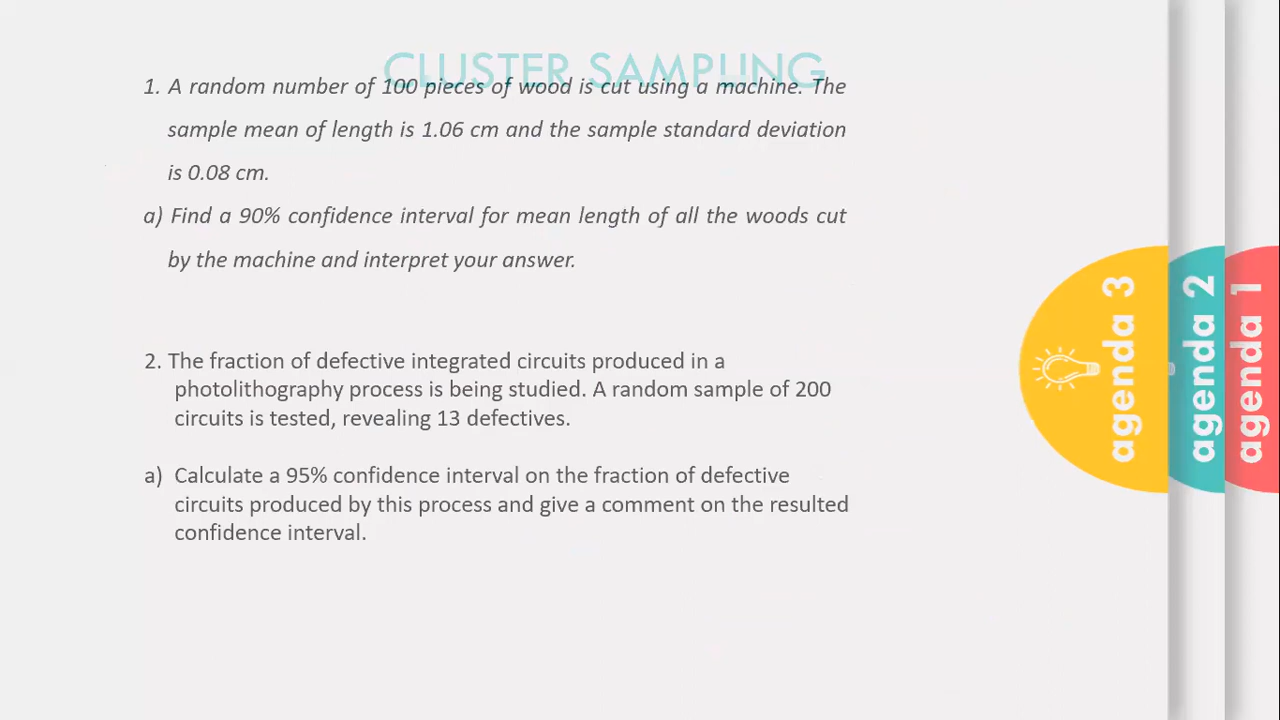 CLUSTER SAMPLING
1. A random number of 100 pieces of wood is cut using a machine. The
sample mean of length is 1.06 cm and the sample standard deviation
is 0.08 cm.
a) Find a 90% confidence interval for mean length of all the woods cut
by the machine and interpret your answer.
2. The fraction of defective integrated circuits produced in a
photolithography process is being studied. A random sample of 200
circuits is tested, revealing 13 defectives.
a) Calculate a 95% confidence interval on the fraction of defective
circuits produced by this process and give a comment on the resulted
confidence interval.
agenda 3
agenda 2
agenda 1